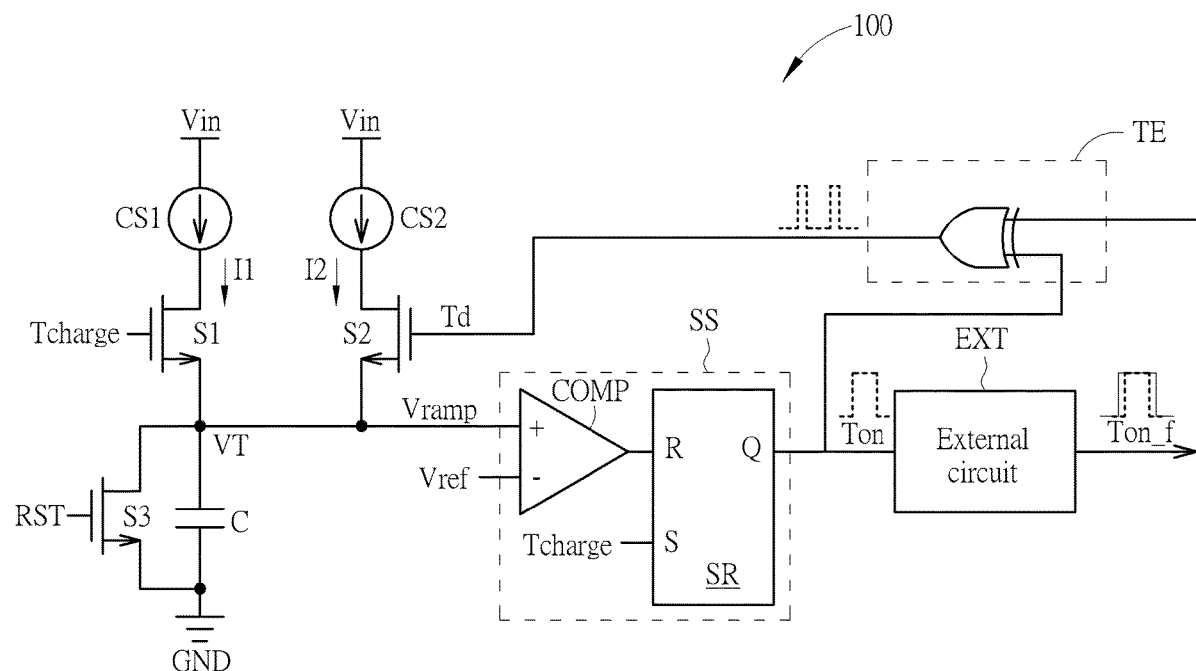 100
Vin
Vin
TE
CS1
CS2
I1
I2
Tcharge
S1
S2
Td
SS
EXT
COMP
Vramp
+
R
Q
Ton
External
circuit
Ton_f
VT
Vref
-
RST
S3
C
Tcharge
S
SR
GND